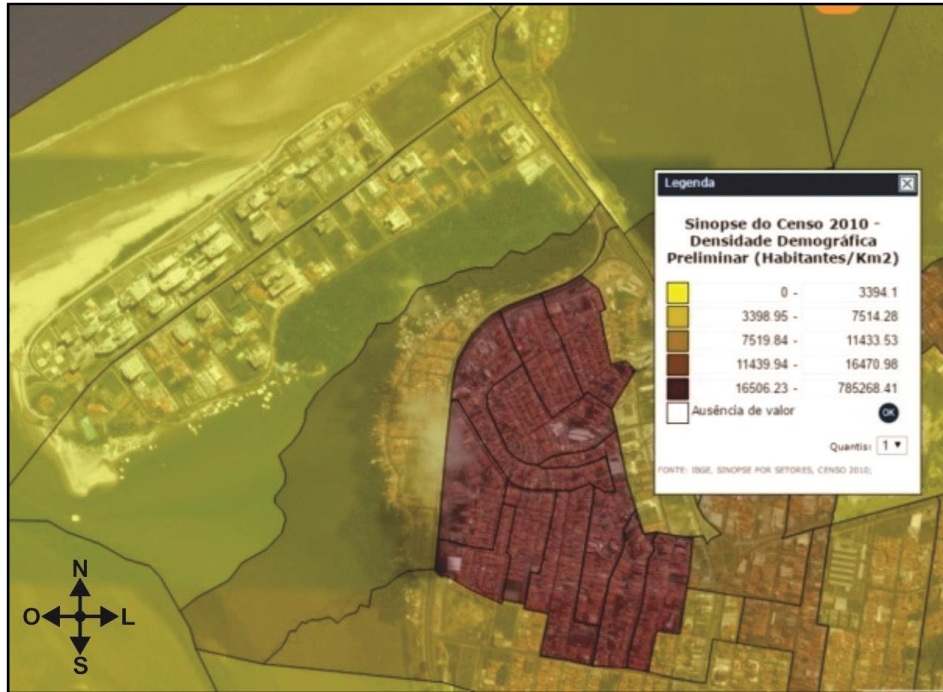 Legenda
Sinopse do Censo 2010 -
Densidade Demográfica
Preliminar (Habitantes/Km2)
0 - 3394.1
3398.95 - 7514.28
7519.84 - 11433.53
11439.94 - 16470.98
16506.23 - 785268.41
Ausência de valor OK
Quantis: 1
FONTE: IBGE, SINOPSE POR SETORES, CENSO 2010;
N
O L
S